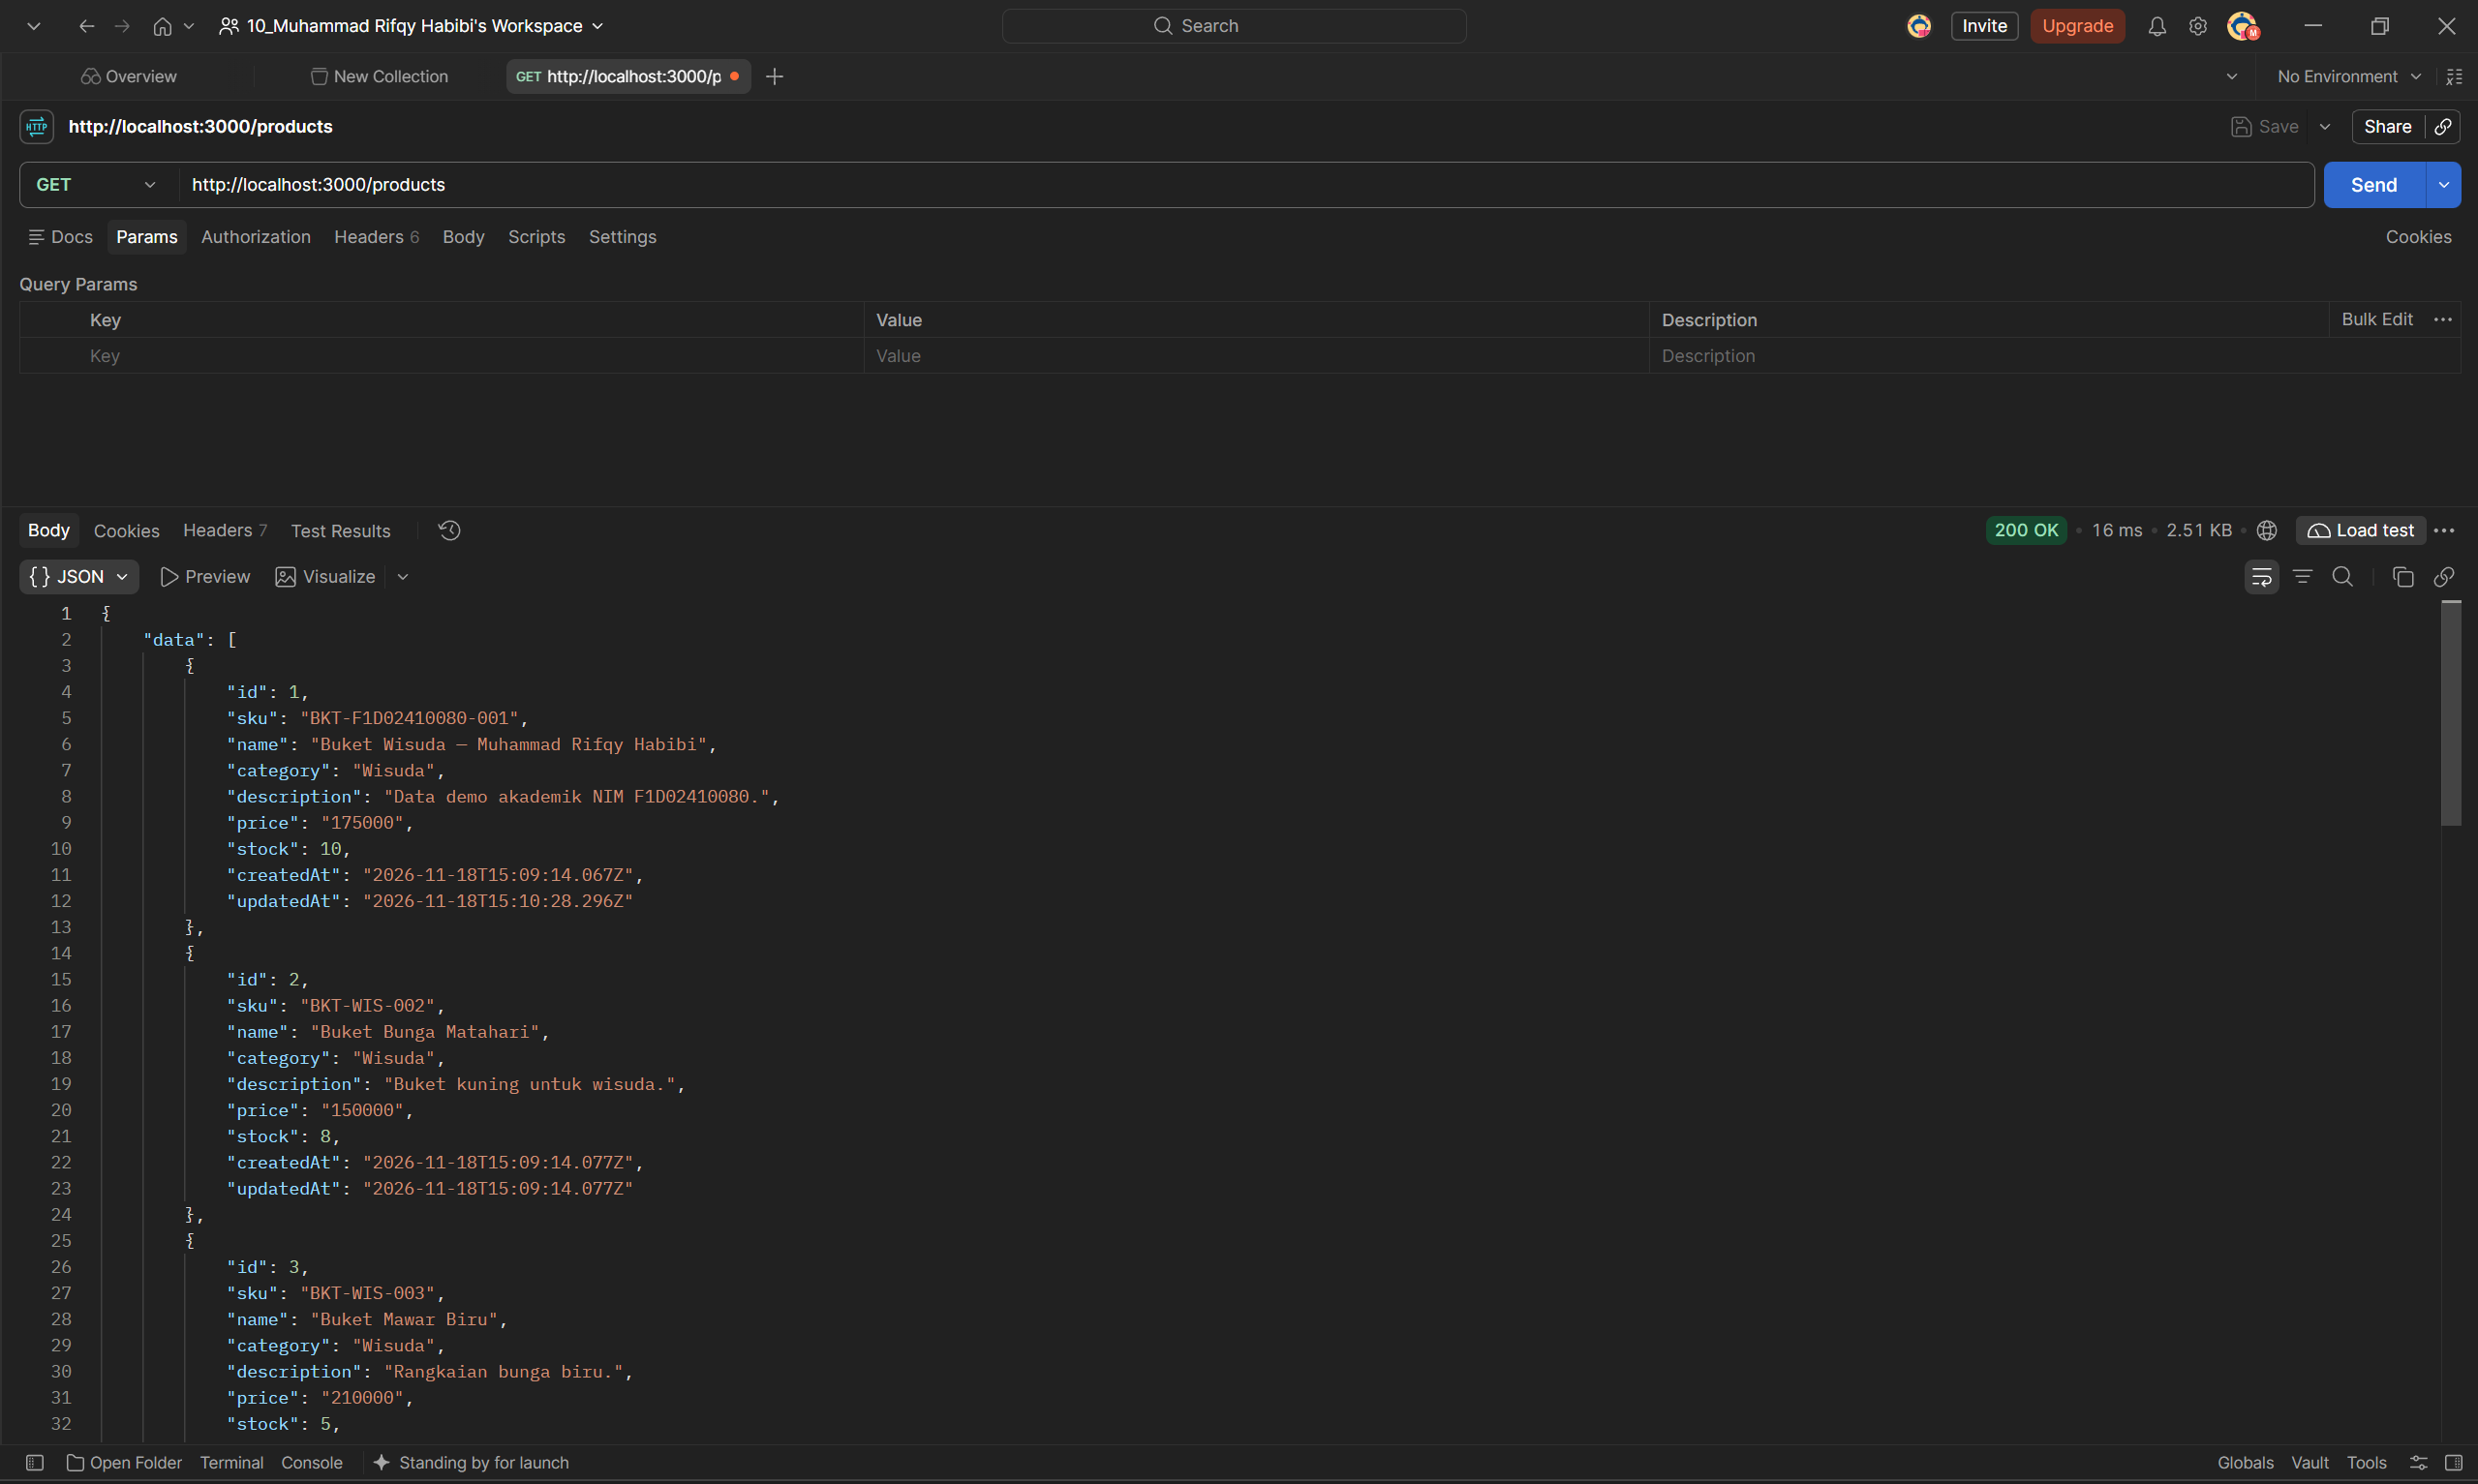 10_Muhammad Rifqy Habibi's Workspace
Search
Invite
Upgrade
Overview
New Collection
GET http://localhost:3000/p
No Environment
HTTP
http://localhost:3000/products
Save
Share
GET
http://localhost:3000/products
Send
Docs
Params
Authorization
Headers 6
Body
Scripts
Settings
Cookies
Query Params
Key
Value
Description
Bulk Edit
Key
Value
Description
Body
Cookies
Headers 7
Test Results
200 OK
16 ms
2.51 KB
Load test
{} JSON
Preview
Visualize
1 {
2 "data": [
3 {
4 "id": 1,
5 "sku": "BKT-F1D02410080-001",
6 "name": "Buket Wisuda — Muhammad Rifqy Habibi",
7 "category": "Wisuda",
8 "description": "Data demo akademik NIM F1D02410080.",
9 "price": "175000",
10 "stock": 10,
11 "createdAt": "2026-11-18T15:09:14.067Z",
12 "updatedAt": "2026-11-18T15:10:28.296Z"
13 },
14 {
15 "id": 2,
16 "sku": "BKT-WIS-002",
17 "name": "Buket Bunga Matahari",
18 "category": "Wisuda",
19 "description": "Buket kuning untuk wisuda.",
20 "price": "150000",
21 "stock": 8,
22 "createdAt": "2026-11-18T15:09:14.077Z",
23 "updatedAt": "2026-11-18T15:09:14.077Z"
24 },
25 {
26 "id": 3,
27 "sku": "BKT-WIS-003",
28 "name": "Buket Mawar Biru",
29 "category": "Wisuda",
30 "description": "Rangkaian bunga biru.",
31 "price": "210000",
32 "stock": 5,
Open Folder
Terminal
Console
Standing by for launch
Globals
Vault
Tools